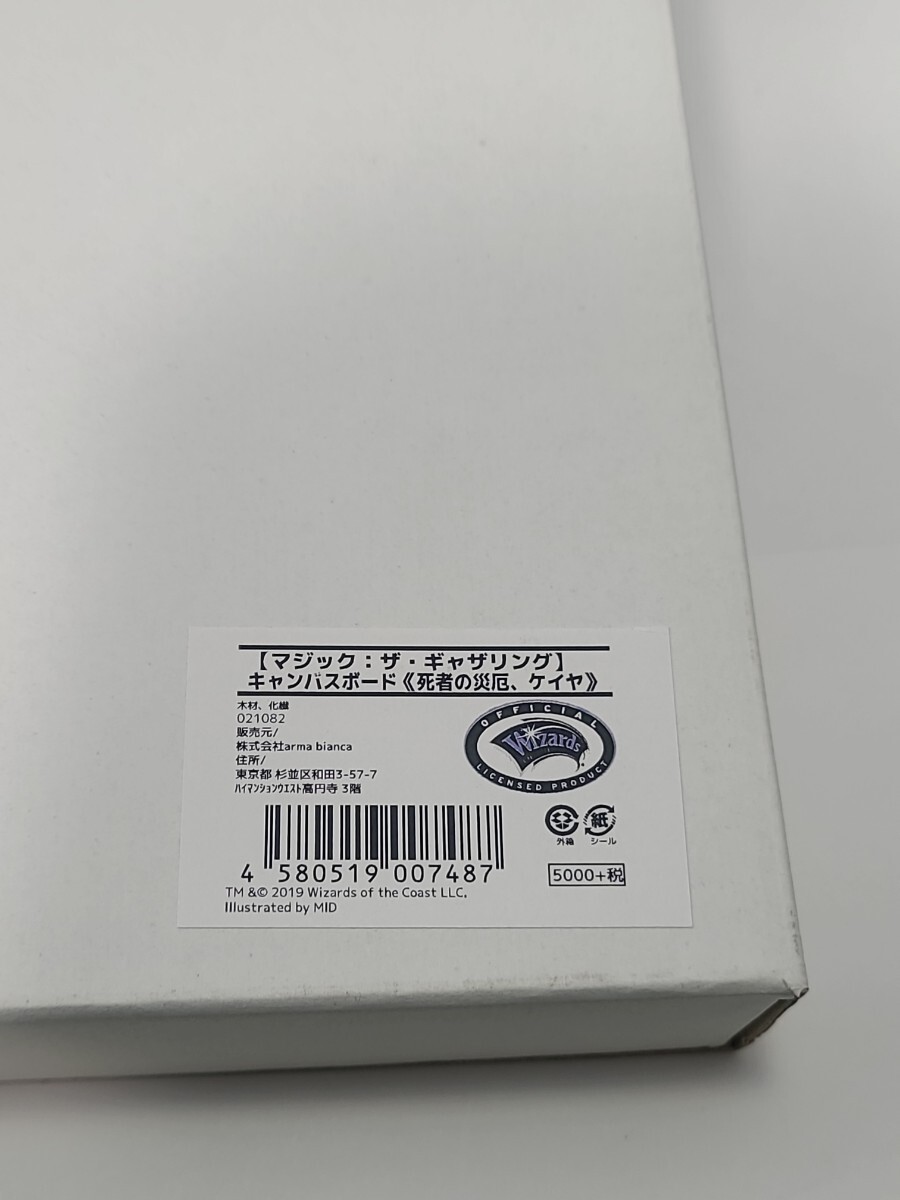 【マジック：ザ・ギャザリング】
キャンバスボード《死者の災厄、ケイヤ》
木材、化繊
021082
販売元/
株式会社arma bianca
住所/
東京都 杉並区和田3-57-7
ﾊｲﾏﾝｼｮﾝｳｴｽﾄ高円寺 3階
OFFICIAL
Wizards
LICENSED PRODUCT
紙
外箱 シール
4 580519 007487
5000+税
TM &© 2019 Wizards of the Coast LLC.
Illustrated by MID